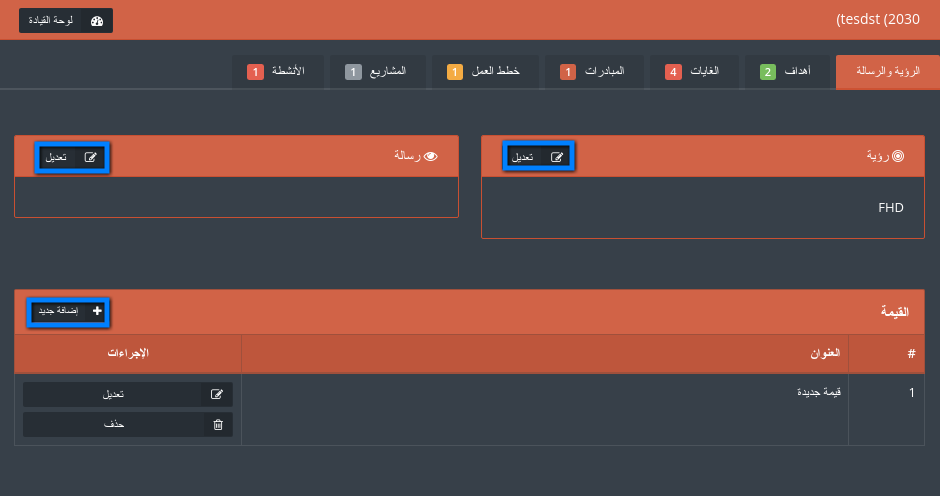 (tesdst (2030
لوحة القيادة
الرؤية والرسالة
أهداف 2
الغايات 4
المبادرات 1
خطط العمل 1
المشاريع 1
الأنشطة 1
رؤية
تعديل
FHD
رسالة
تعديل
القيمة
إضافة جديد
# العنوان الإجراءات
1 قيمة جديدة تعديل
حذف